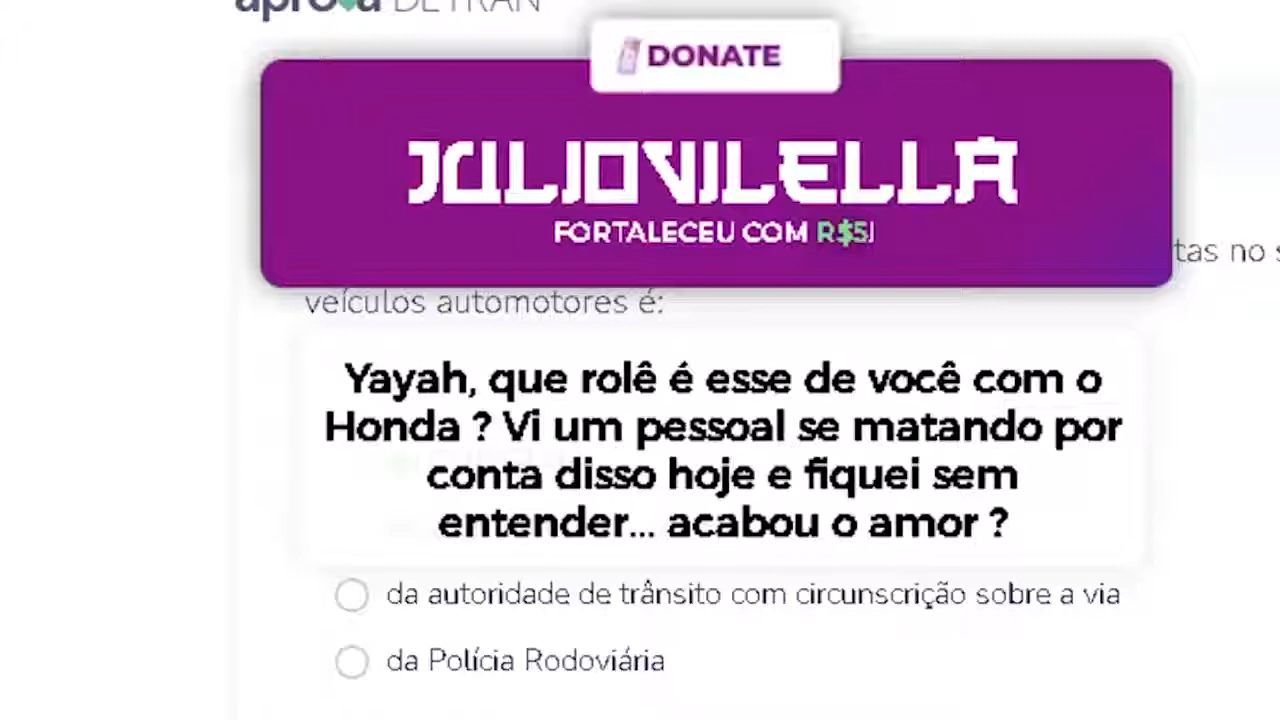 aprova DETRAN
DONATE
JULIOVILELLA
FORTALECEU COM R$5!
tas no s
veículos automotores é:
Yayah, que rolê é esse de você com o
Honda ? Vi um pessoal se matando por
conta disso hoje e fiquei sem
entender... acabou o amor ?
da autoridade de trânsito com circunscrição sobre a via
da Polícia Rodoviária